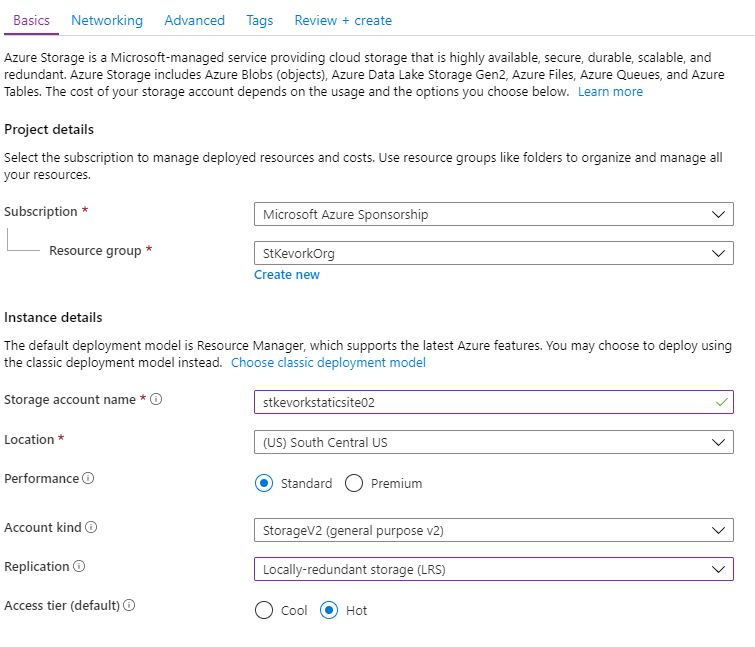 Basics Networking Advanced Tags Review + create
Azure Storage is a Microsoft-managed service providing cloud storage that is highly available, secure, durable, scalable, and
redundant. Azure Storage includes Azure Blobs (objects), Azure Data Lake Storage Gen2, Azure Files, Azure Queues, and Azure
Tables. The cost of your storage account depends on the usage and the options you choose below. Learn more
Project details
Select the subscription to manage deployed resources and costs. Use resource groups like folders to organize and manage all
your resources.
Subscription * Microsoft Azure Sponsorship
Resource group * StKevorkOrg
Create new
Instance details
The default deployment model is Resource Manager, which supports the latest Azure features. You may choose to deploy using
the classic deployment model instead. Choose classic deployment model
Storage account name * stkevorkstaticsite02
Location * (US) South Central US
Performance Standard Premium
Account kind StorageV2 (general purpose v2)
Replication Locally-redundant storage (LRS)
Access tier (default) Cool Hot